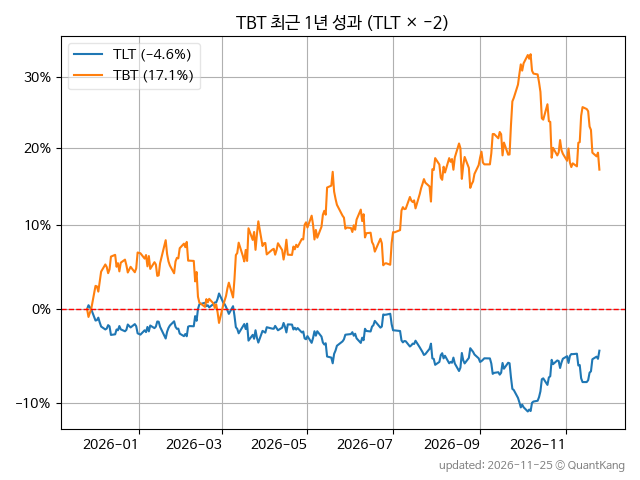 TBT 최근 1년 성과 (TLT × -2)
TLT (-4.6%)
TBT (17.1%)
30%
20%
10%
0%
-10%
2026-01
2026-03
2026-05
2026-07
2026-09
2026-11
updated: 2026-11-25 © QuantKang